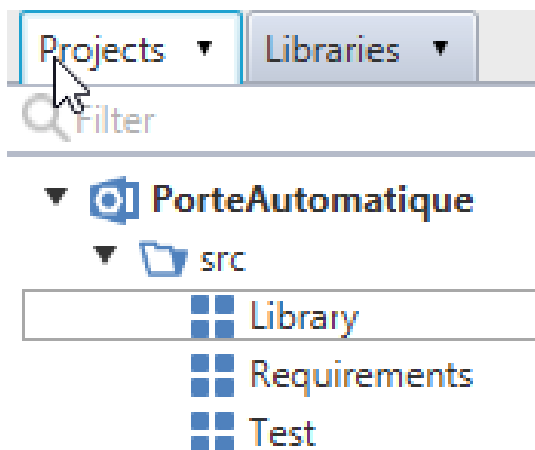 Projects Libraries
Filter
PorteAutomatique
src
Library
Requirements
Test